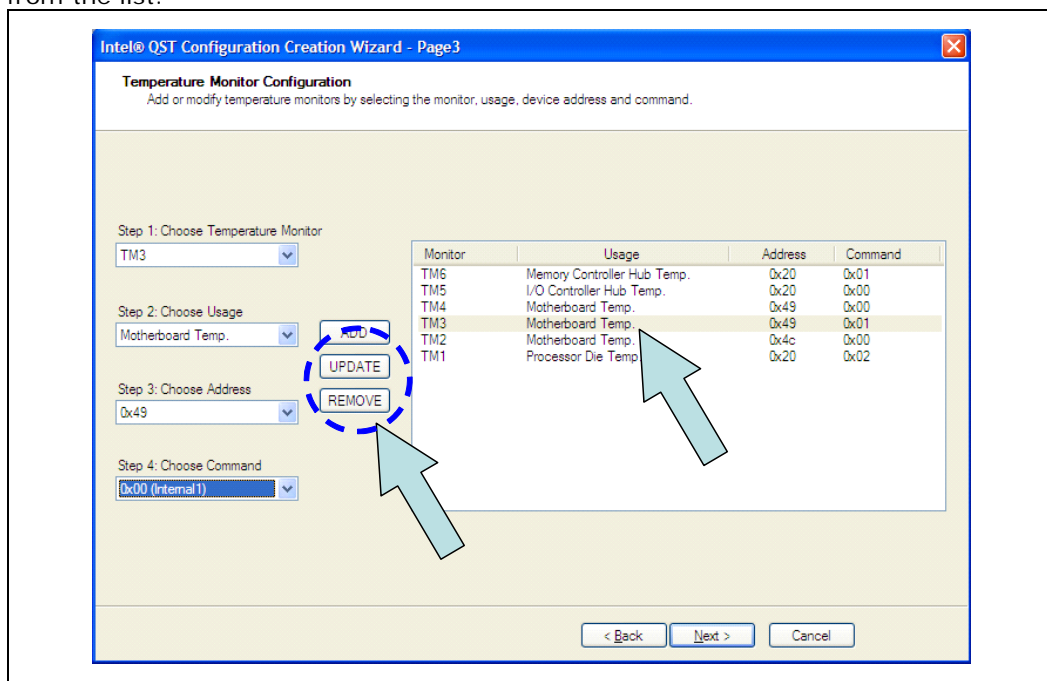 from the list.
Intel® QST Configuration Creation Wizard - Page3
Temperature Monitor Configuration
Add or modify temperature monitors by selecting the monitor, usage, device address and command.
Step 1: Choose Temperature Monitor
TM3
Step 2: Choose Usage
Motherboard Temp.
ADD
UPDATE
Step 3: Choose Address
REMOVE
0x49
Step 4: Choose Command
0x00 (Internal1)
Monitor Usage Address Command
TM6 Memory Controller Hub Temp. 0x20 0x01
TM5 I/O Controller Hub Temp. 0x20 0x00
TM4 Motherboard Temp. 0x49 0x00
TM3 Motherboard Temp. 0x49 0x01
TM2 Motherboard Temp. 0x4c 0x00
TM1 Processor Die Temp. 0x20 0x02
< Back Next > Cancel